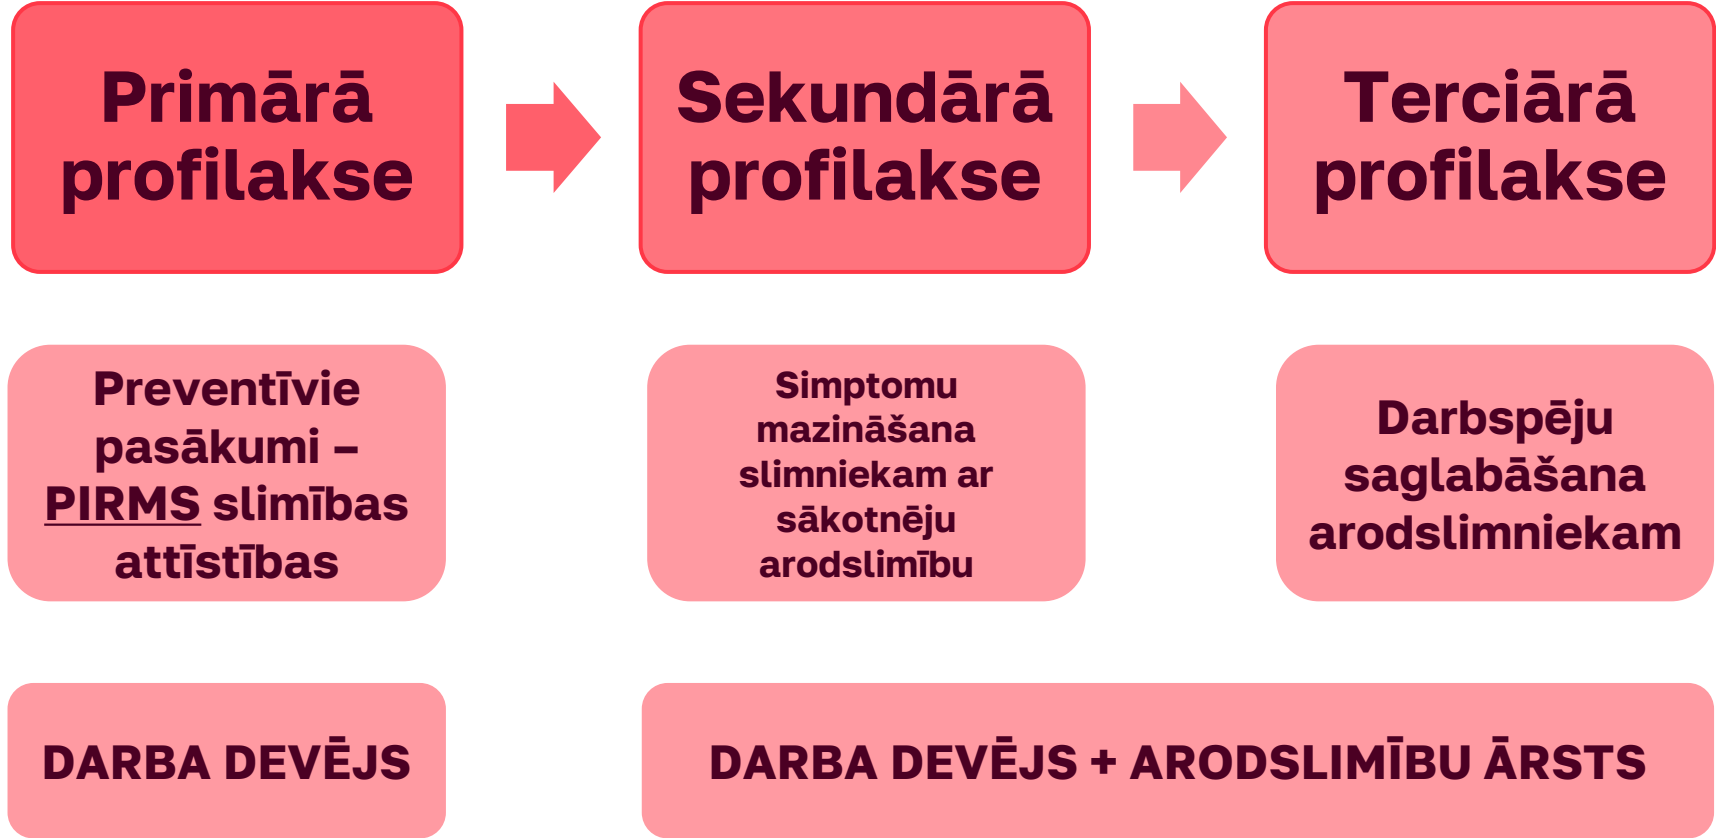 Primārā
profilakse
Sekundārā
profilakse
Terciārā
profilakse
Preventīvie
pasākumi –
PIRMS slimības
attīstības
Simptomu
mazināšana
slimniekam ar
sākotnēju
arodslimību
Darbspēju
saglabāšana
arodslimniekam
DARBA DEVĒJS
DARBA DEVĒJS + ARODSLIMĪBU ĀRSTS